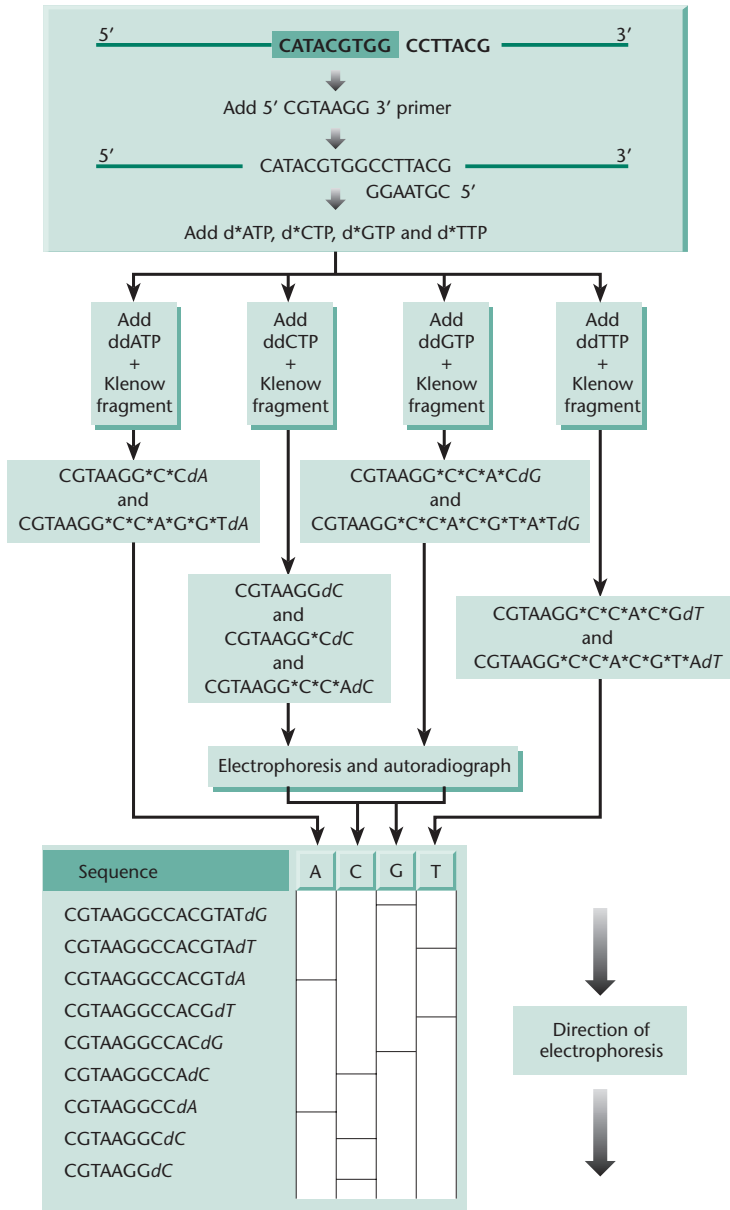 5′ 3′
CATACGTGG CCTTACG
Add 5′ CGTAAGG 3′ primer
5′ 3′
CATACGTGGCCTTACG
GGAATGC 5′
Add d*ATP, d*CTP, d*GTP and d*TTP
Add
ddATP
+
Klenow
fragment
Add
ddCTP
+
Klenow
fragment
Add
ddGTP
+
Klenow
fragment
Add
ddTTP
+
Klenow
fragment
CGTAAGG*C*CdA
and
CGTAAGG*C*C*A*G*G*TdA
CGTAAGG*C*C*A*CdG
and
CGTAAGG*C*C*A*C*G*T*A*TdG
CGTAAGGdC
and
CGTAAGG*CdC
and
CGTAAGG*C*C*AdC
CGTAAGG*C*C*A*C*GdT
and
CGTAAGG*C*C*A*C*G*T*AdT
Electrophoresis and autoradiograph
Sequence A C G T
CGTAAGGCCACGTATdG
CGTAAGGCCACGTAdT
CGTAAGGCCACGTdA
CGTAAGGCCACGdT
CGTAAGGCCACdG
CGTAAGGCCAdC
CGTAAGGCCdA
CGTAAGGCdC
CGTAAGGdC
Direction of
electrophoresis